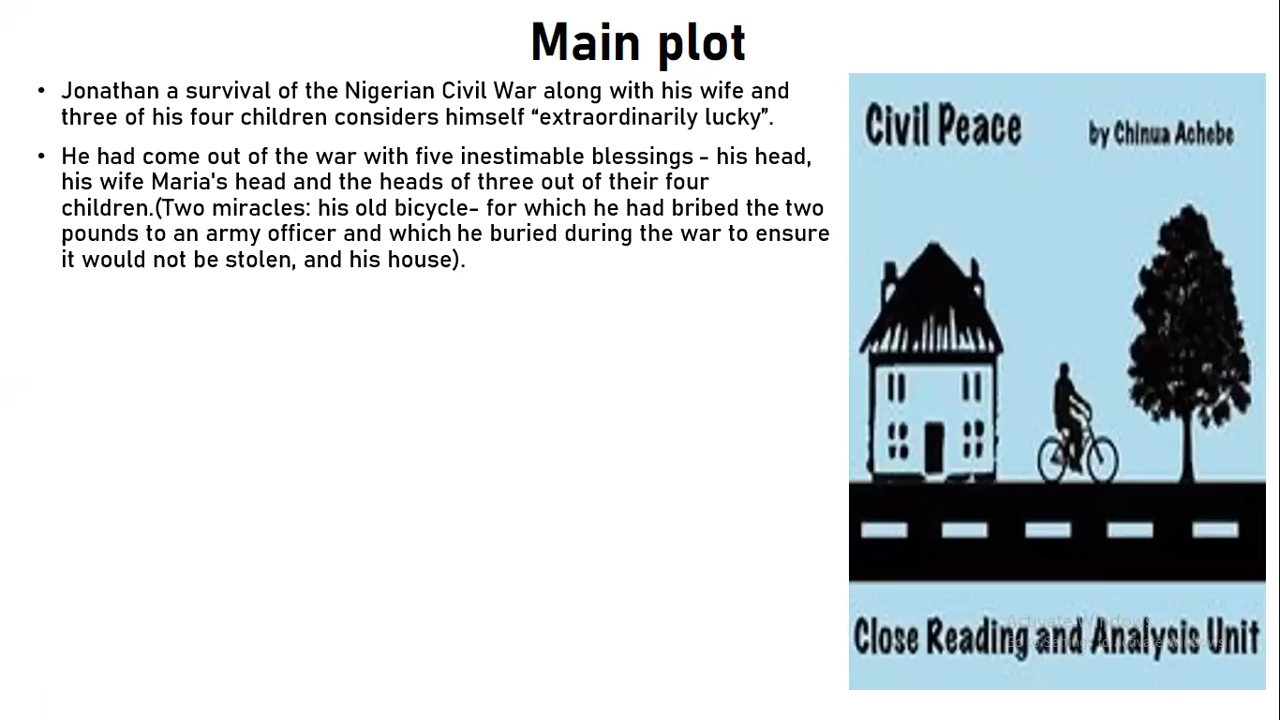 Main plot
• Jonathan a survival of the Nigerian Civil War along with his wife and
three of his four children considers himself “extraordinarily lucky”.
• He had come out of the war with five inestimable blessings - his head,
his wife Maria's head and the heads of three out of their four
children.(Two miracles: his old bicycle- for which he had bribed the two
pounds to an army officer and which he buried during the war to ensure
it would not be stolen, and his house).
Civil Peace
by Chinua Achebe
Activate Windows
Close Reading and Analysis Unit